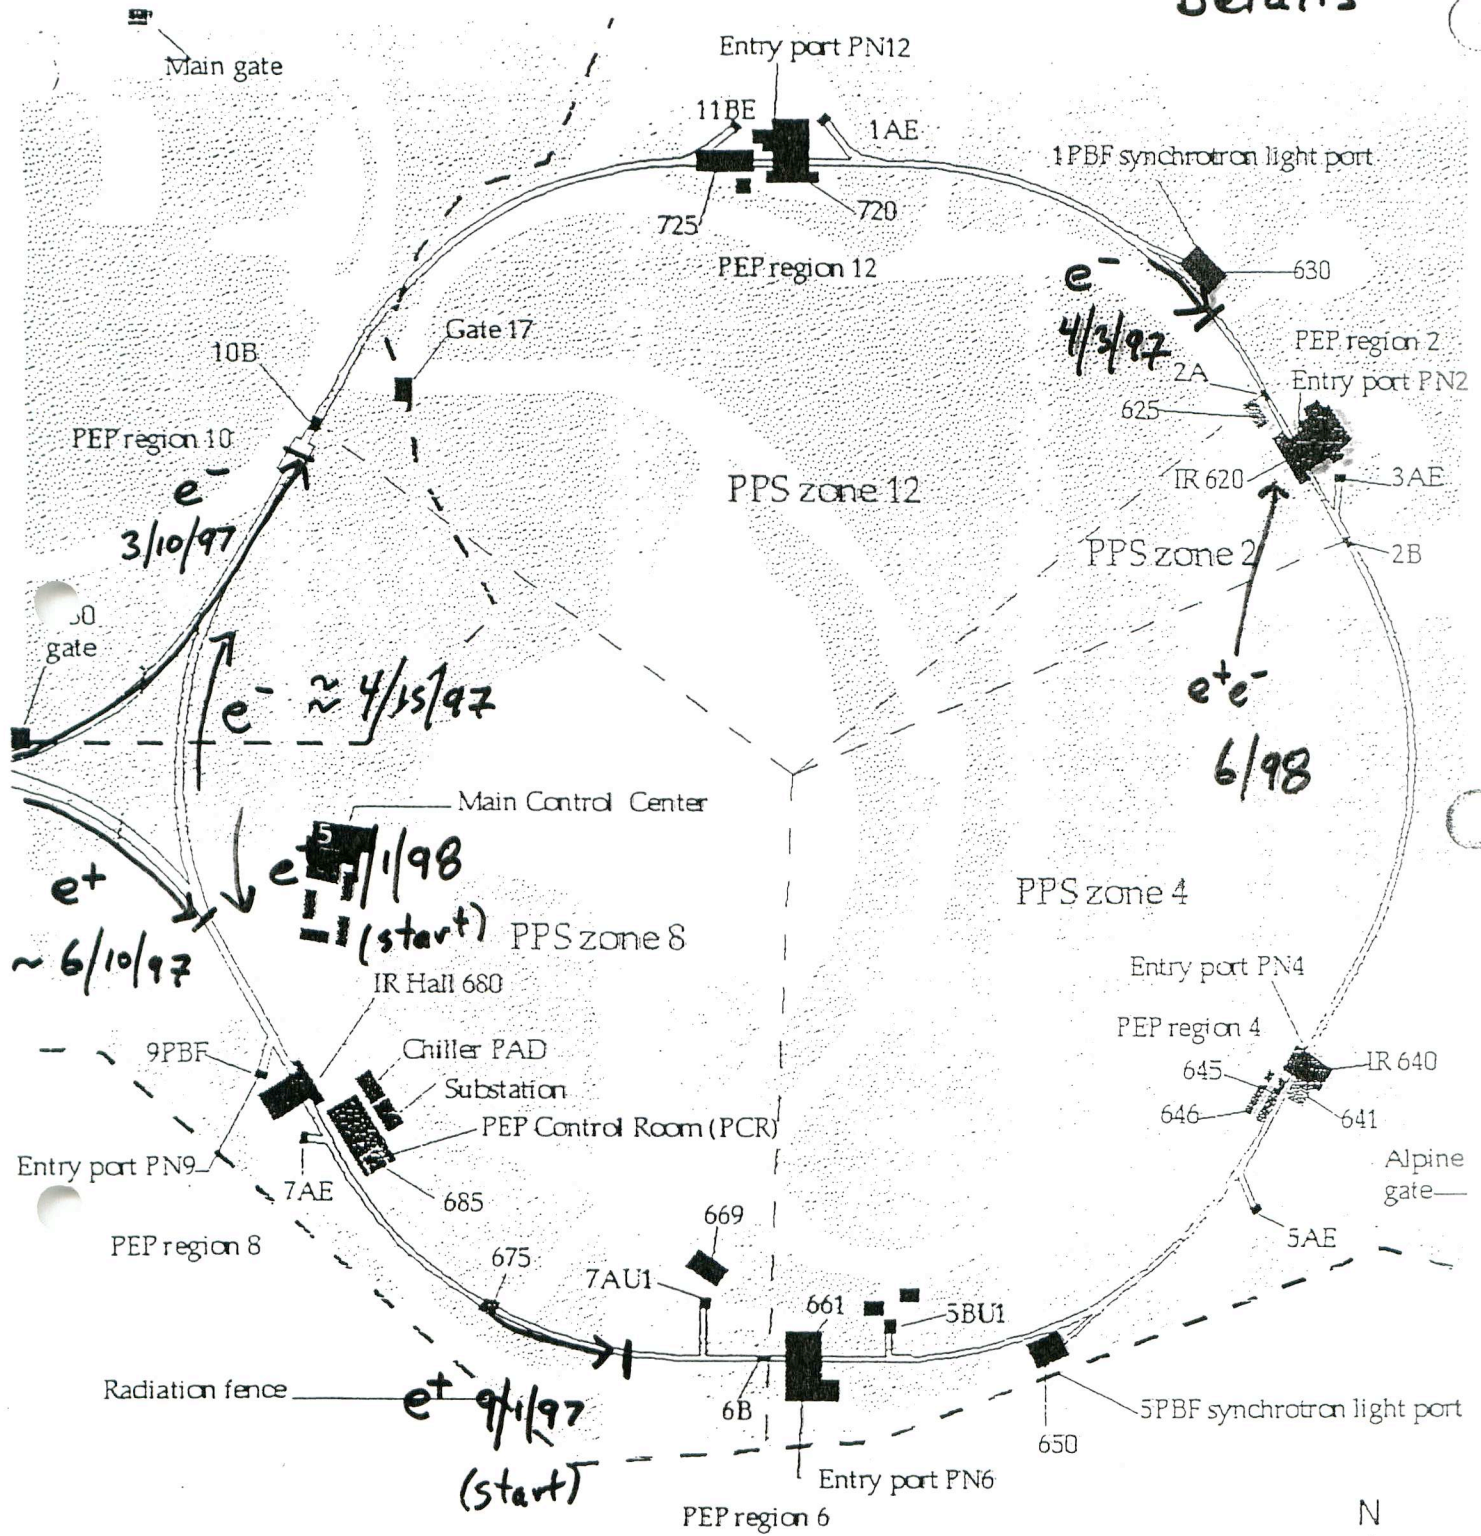 Details
Main gate
Entry port PN12
11BE
1AE
1PBF synchrotron light port
725
720
PEP region 12
630
e⁻
4/3/97
PEP region 2
Entry port PN2
Gate 17
10B
2A
625
PEP region 10
e⁻
3/10/97
PPS zone 12
IR 620
3AE
PPS zone 2
2B
gate
e⁻ ≈ 4/15/97
e⁺e⁻
6/98
Main Control Center
5
e⁺
~ 6/10/97
1/98
(start)
PPS zone 8
PPS zone 4
IR Hall 680
Entry port PN4
PEP region 4
9PBF
Chiller PAD
Substation
PEP Control Room (PCR)
645
IR 640
646
641
Entry port PN9
7AE
685
Alpine
gate
PEP region 8
669
5AE
675
7AU1
661
5BU1
Radiation fence
e⁺ 9/1/97
(start)
6B
5PBF synchrotron light port
650
Entry port PN6
PEP region 6
N